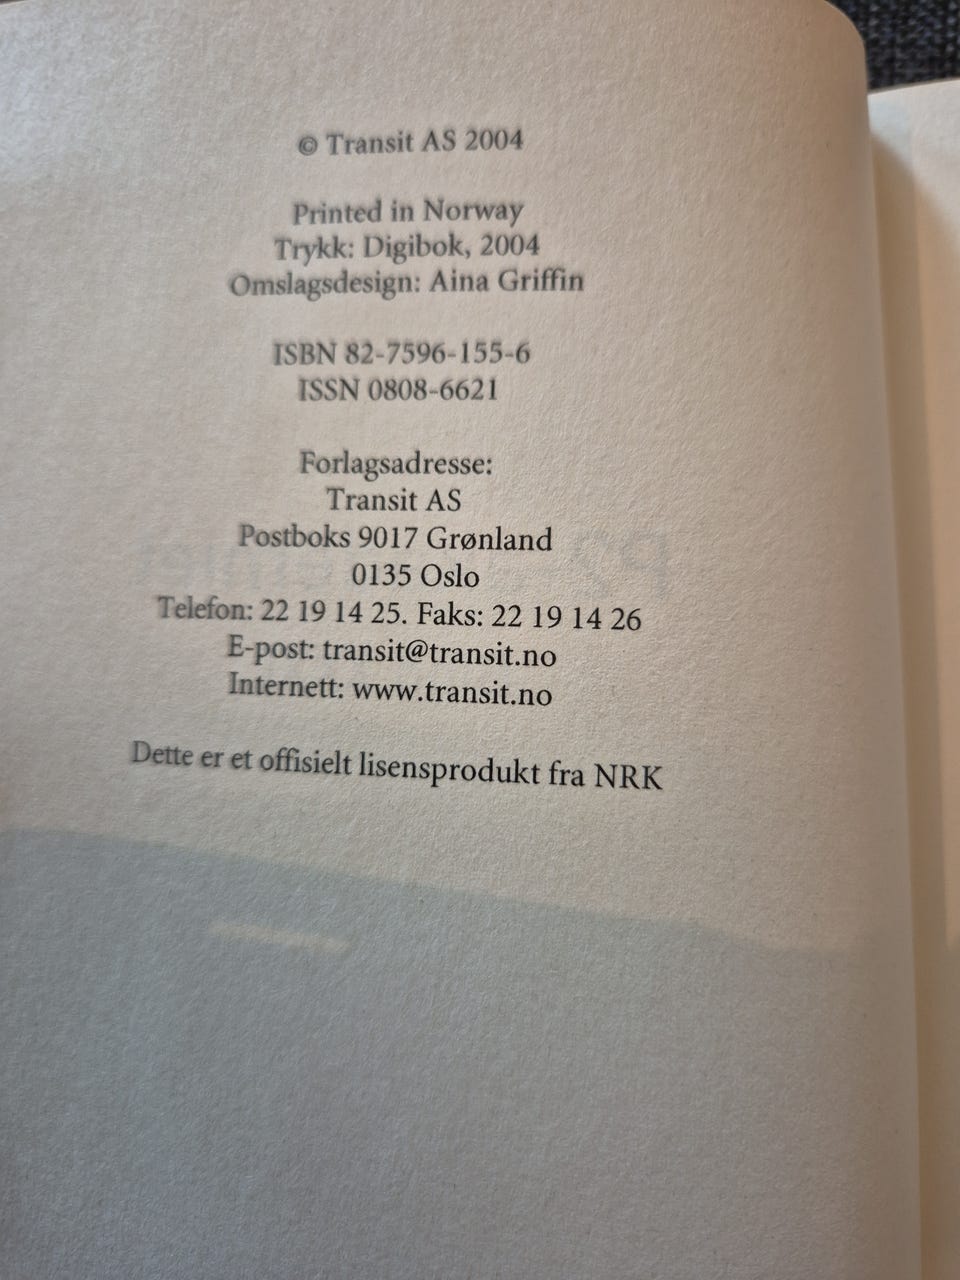 © Transit AS 2004
Printed in Norway
Trykk: Digibok, 2004
Omslagsdesign: Aina Griffin
ISBN 82-7596-155-6
ISSN 0808-6621
Forlagsadresse:
Transit AS
Postboks 9017 Grønland
0135 Oslo
Telefon: 22 19 14 25. Faks: 22 19 14 26
E-post: transit@transit.no
Internett: www.transit.no
Dette er et offisielt lisensprodukt fra NRK